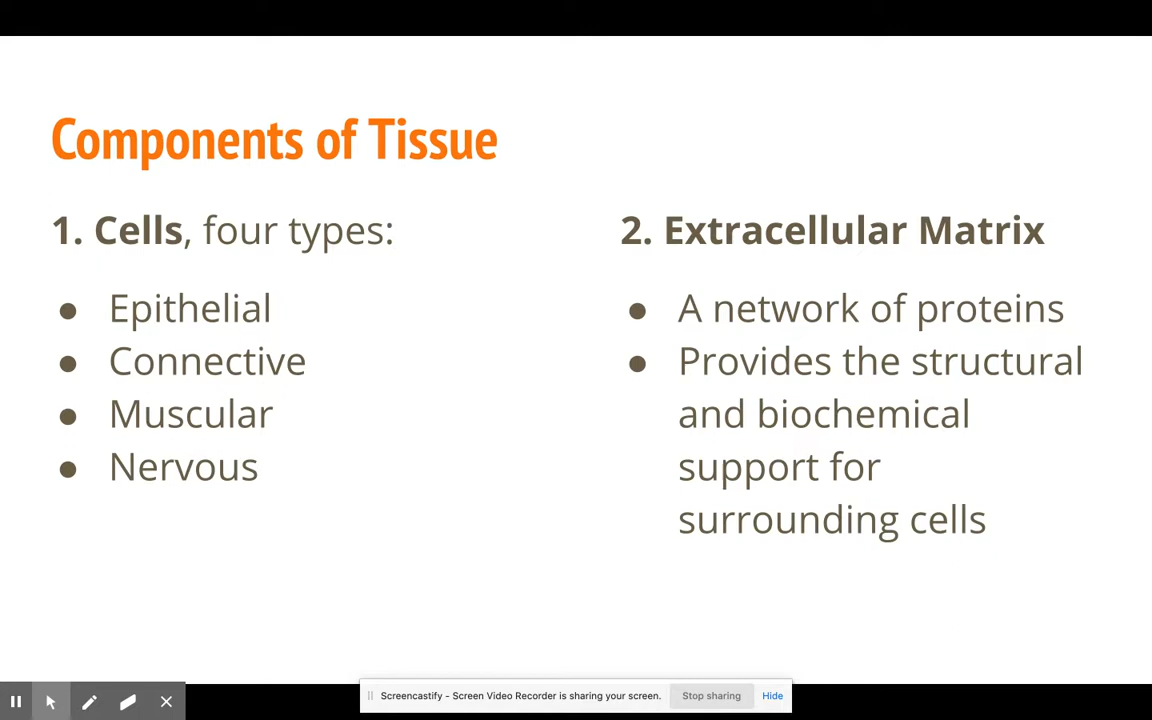 Components of Tissue
1. Cells, four types:
● Epithelial
● Connective
● Muscular
● Nervous
2. Extracellular Matrix
● A network of proteins
● Provides the structural
and biochemical
support for
surrounding cells
Screencastify - Screen Video Recorder is sharing your screen.
Stop sharing
Hide